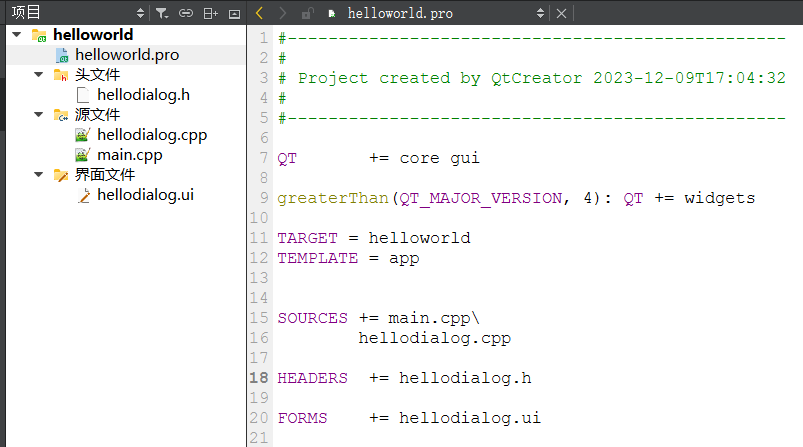 项目
helloworld.pro
helloworld
helloworld.pro
头文件
hellodialog.h
源文件
hellodialog.cpp
main.cpp
界面文件
hellodialog.ui
1 #-------------------------------------------------
2 #
3 # Project created by QtCreator 2023-12-09T17:04:32
4 #
5 #-------------------------------------------------
6
7 QT       += core gui
8
9 greaterThan(QT_MAJOR_VERSION, 4): QT += widgets
10
11 TARGET = helloworld
12 TEMPLATE = app
13
14
15 SOURCES += main.cpp\
16         hellodialog.cpp
17
18 HEADERS  += hellodialog.h
19
20 FORMS    += hellodialog.ui
21